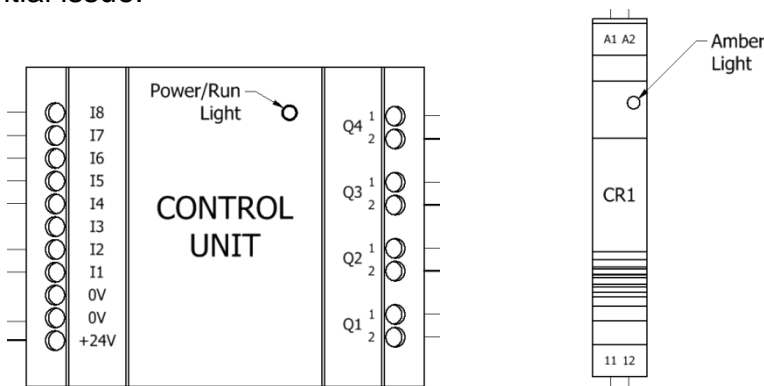 Power/Run
Light
I8
I7
I6
I5
I4
I3
I2
I1
0V
0V
+24V
CONTROL
UNIT
Q4 1
2
Q3 1
2
Q2 1
2
Q1 1
2
A1 A2
Amber
Light
CR1
11 12